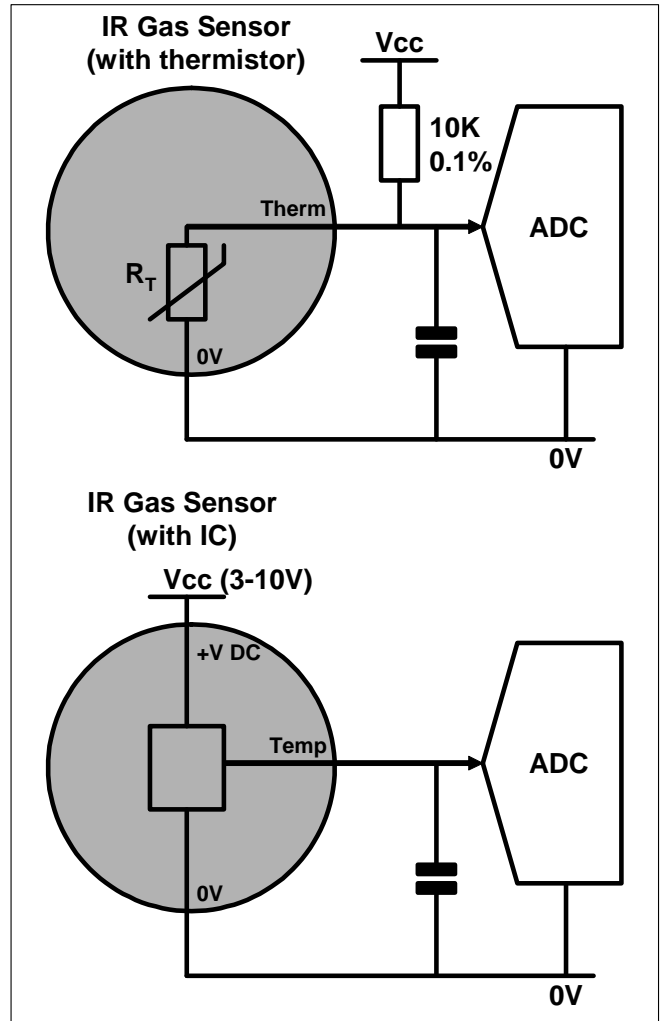 IR Gas Sensor
(with thermistor)
Vcc
10K
0.1%
Therm
ADC
R_T
0V
0V
IR Gas Sensor
(with IC)
Vcc (3-10V)
+V DC
Temp
ADC
0V
0V